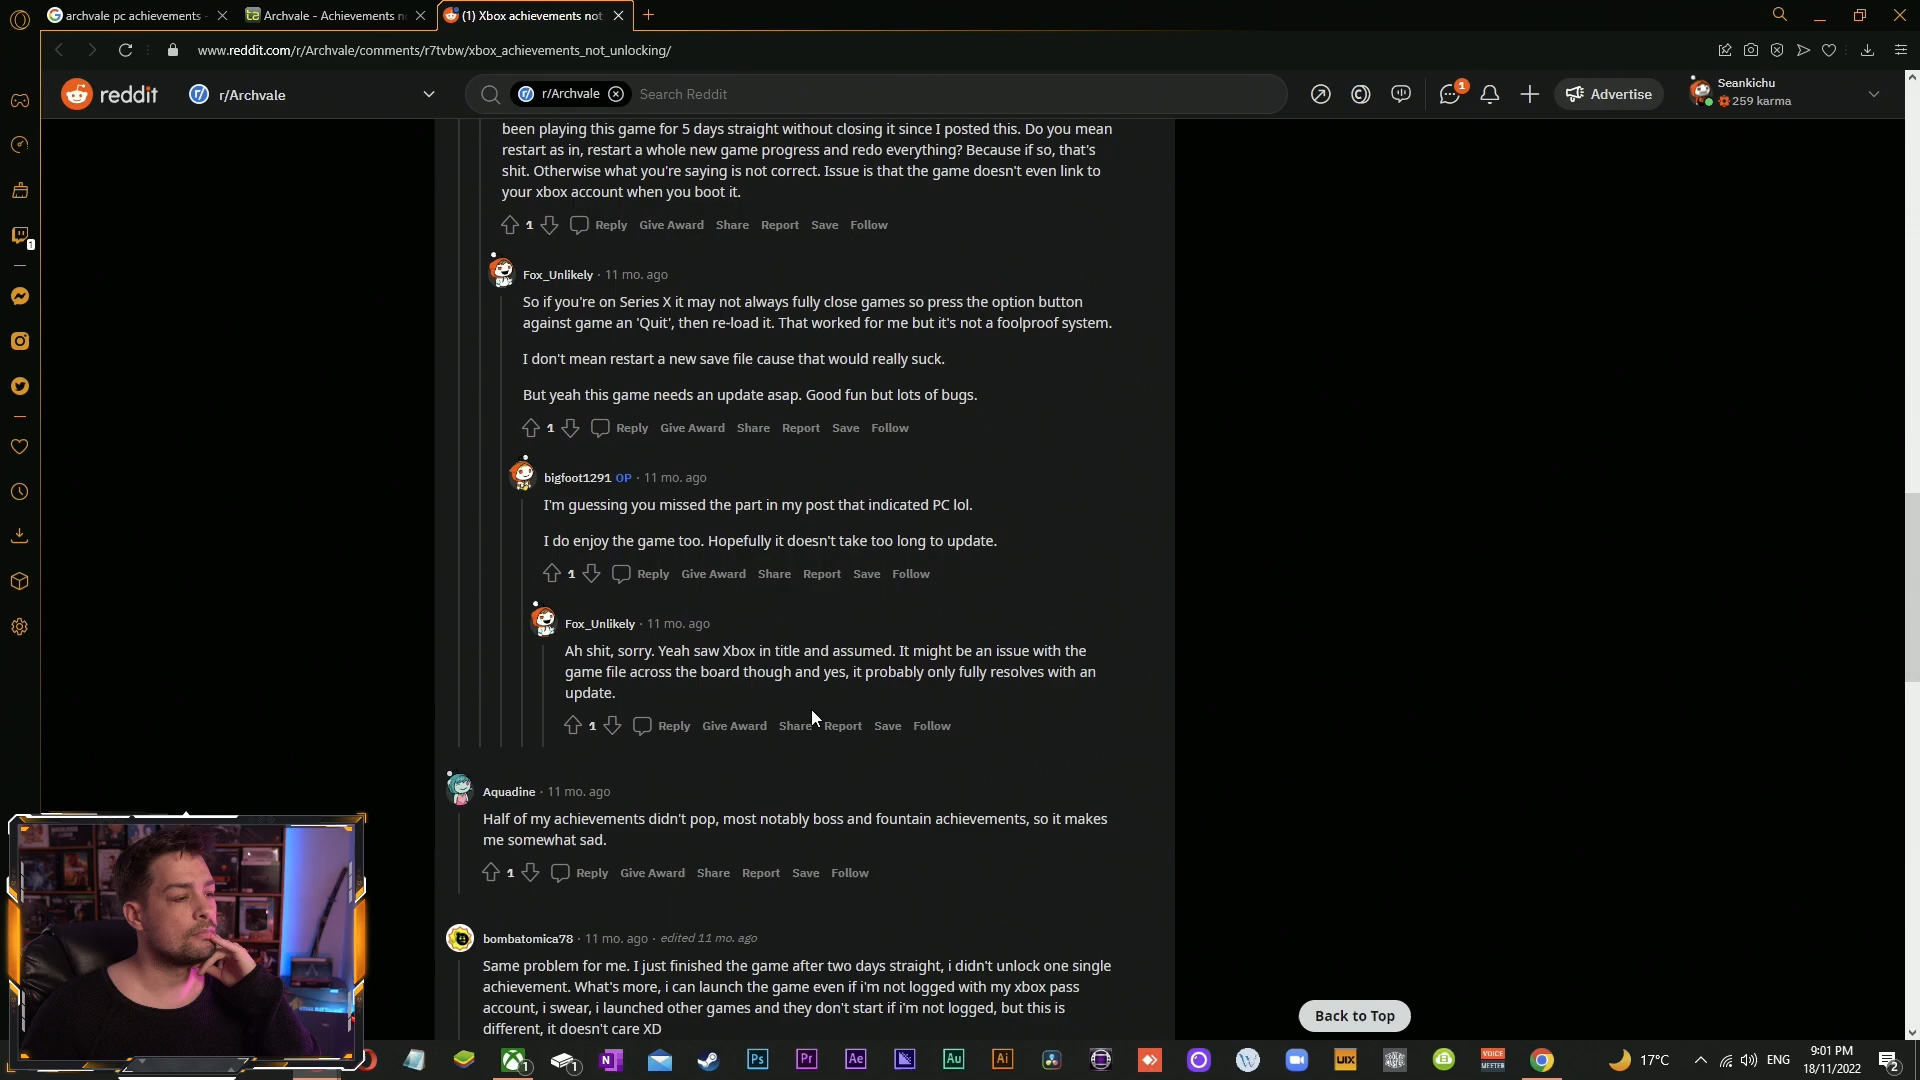 archvale pc achievements -
Archvale - Achievements n
(1) Xbox achievements not
www.reddit.com/r/Archvale/comments/r7tvbw/xbox_achievements_not_unlocking/
reddit
r/Archvale
r/Archvale
Search Reddit
1
Advertise
Seankichu
259 karma
1
been playing this game for 5 days straight without closing it since I posted this. Do you mean
restart as in, restart a whole new game progress and redo everything? Because if so, that's
shit. Otherwise what you're saying is not correct. Issue is that the game doesn't even link to
your xbox account when you boot it.
1 Reply Give Award Share Report Save Follow
Fox_Unlikely · 11 mo. ago
So if you're on Series X it may not always fully close games so press the option button
against game an 'Quit', then re-load it. That worked for me but it's not a foolproof system.
I don't mean restart a new save file cause that would really suck.
But yeah this game needs an update asap. Good fun but lots of bugs.
1 Reply Give Award Share Report Save Follow
bigfoot1291 OP · 11 mo. ago
I'm guessing you missed the part in my post that indicated PC lol.
I do enjoy the game too. Hopefully it doesn't take too long to update.
1 Reply Give Award Share Report Save Follow
Fox_Unlikely · 11 mo. ago
Ah shit, sorry. Yeah saw Xbox in title and assumed. It might be an issue with the
game file across the board though and yes, it probably only fully resolves with an
update.
1 Reply Give Award Share Report Save Follow
Aquadine · 11 mo. ago
Half of my achievements didn't pop, most notably boss and fountain achievements, so it makes
me somewhat sad.
1 Reply Give Award Share Report Save Follow
bombatomica78 · 11 mo. ago · edited 11 mo. ago
Same problem for me. I just finished the game after two days straight, i didn't unlock one single
achievement. What's more, i can launch the game even if i'm not logged with my xbox pass
account, i swear, i launched other games and they don't start if i'm not logged, but this is
different, it doesn't care XD
Back to Top
1 1 N Ps Pr Ae Au Ai W UIX VOICE MEETER
17°C
ENG
9:01 PM
18/11/2022
2